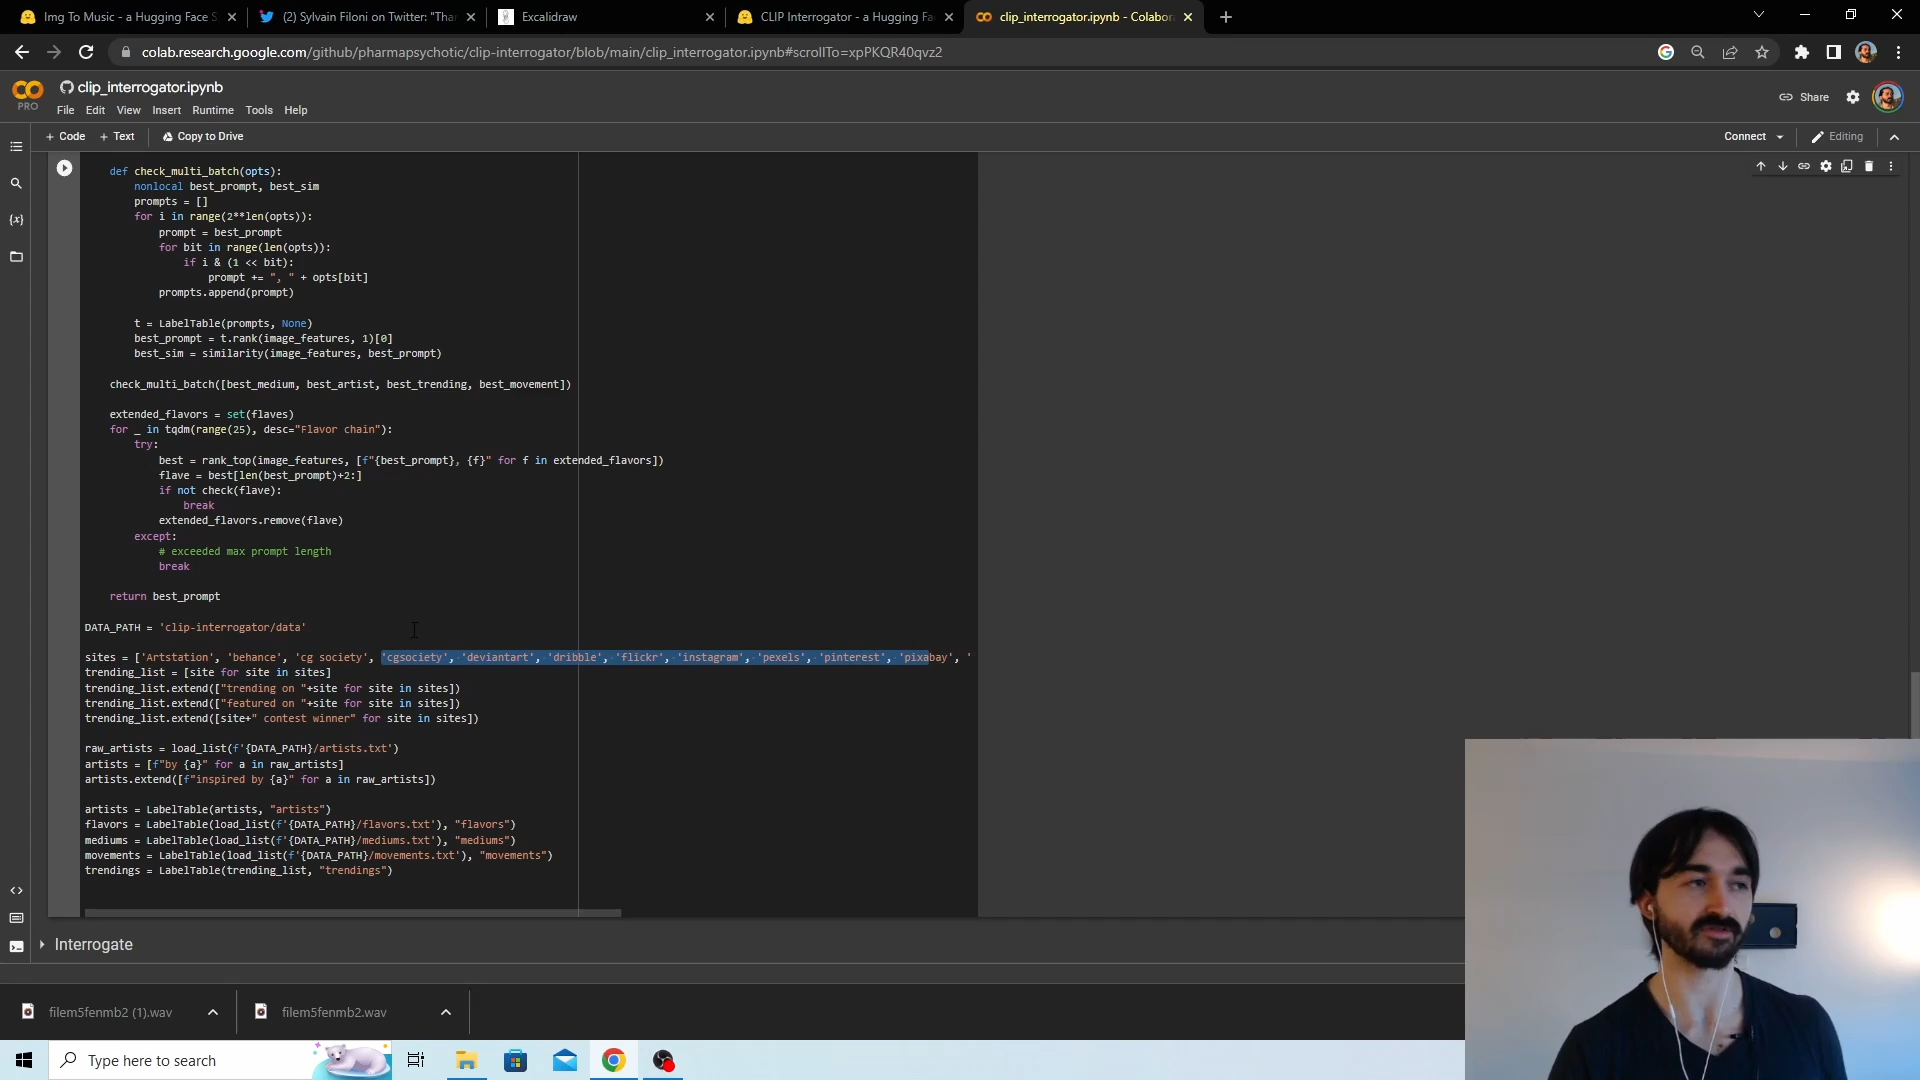 Img To Music - a Hugging Face S
(2) Sylvain Filoni on Twitter: "Thar
Excalidraw
CLIP Interrogator - a Hugging Fa
clip_interrogator.ipynb - Colabor
colab.research.google.com/github/pharmapsychotic/clip-interrogator/blob/main/clip_interrogator.ipynb#scrollTo=xpPKQR40qvz2
clip_interrogator.ipynb
PRO
File Edit View Insert Runtime Tools Help
Share
+ Code + Text Copy to Drive
Connect
Editing
def check_multi_batch(opts):
nonlocal best_prompt, best_sim
prompts = []
for i in range(2**len(opts)):
prompt = best_prompt
for bit in range(len(opts)):
if i & (1 << bit):
prompt += ", " + opts[bit]
prompts.append(prompt)
t = LabelTable(prompts, None)
best_prompt = t.rank(image_features, 1)[0]
best_sim = similarity(image_features, best_prompt)
check_multi_batch([best_medium, best_artist, best_trending, best_movement])
extended_flavors = set(flaves)
for _ in tqdm(range(25), desc="Flavor chain"):
try:
best = rank_top(image_features, [f"{best_prompt}, {f}" for f in extended_flavors])
flave = best[len(best_prompt)+2:]
if not check(flave):
break
extended_flavors.remove(flave)
except:
# exceeded max prompt length
break
return best_prompt
DATA_PATH = 'clip-interrogator/data'
sites = ['Artstation', 'behance', 'cg society', 'cgsociety', 'deviantart', 'dribble', 'flickr', 'instagram', 'pexels', 'pinterest', 'pixabay', '
trending_list = [site for site in sites]
trending_list.extend(["trending on "+site for site in sites])
trending_list.extend(["featured on "+site for site in sites])
trending_list.extend([site+" contest winner" for site in sites])
raw_artists = load_list(f'{DATA_PATH}/artists.txt')
artists = [f"by {a}" for a in raw_artists]
artists.extend([f"inspired by {a}" for a in raw_artists])
artists = LabelTable(artists, "artists")
flavors = LabelTable(load_list(f'{DATA_PATH}/flavors.txt'), "flavors")
mediums = LabelTable(load_list(f'{DATA_PATH}/mediums.txt'), "mediums")
movements = LabelTable(load_list(f'{DATA_PATH}/movements.txt'), "movements")
trendings = LabelTable(trending_list, "trendings")
Interrogate
filem5fenmb2 (1).wav
filem5fenmb2.wav
Type here to search